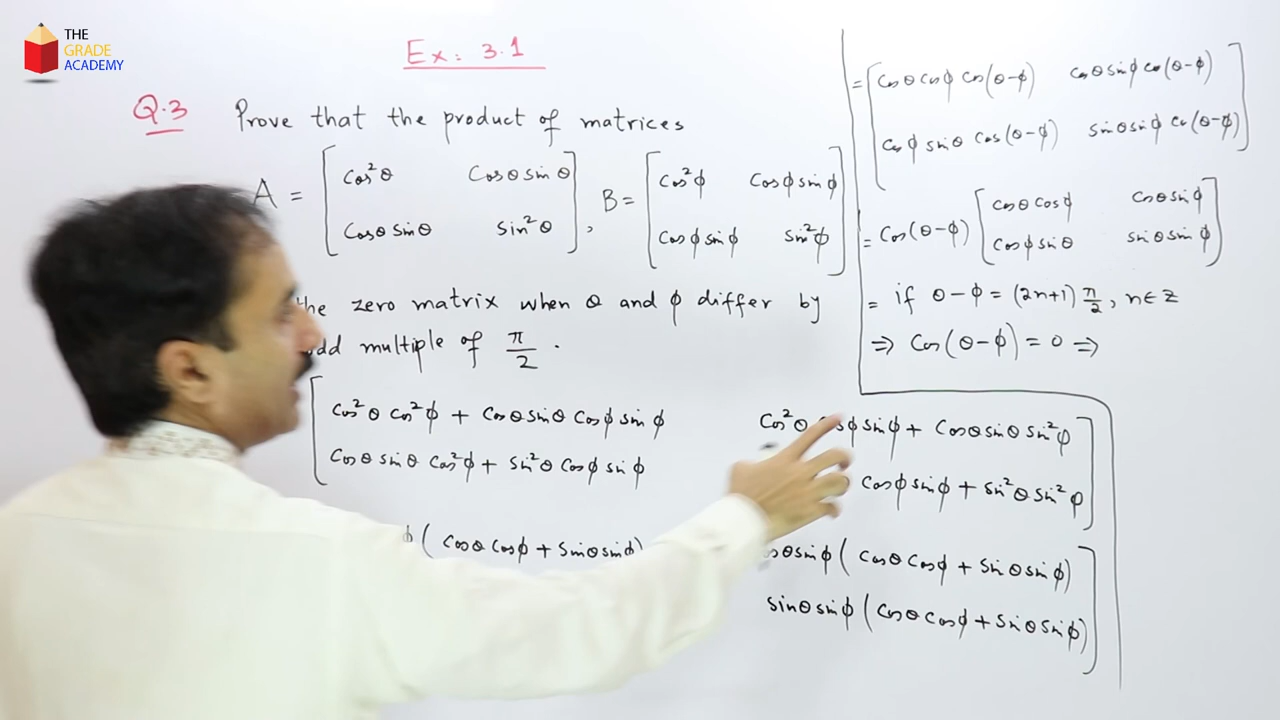 THE
GRADE
ACADEMY
Ex: 3.1
Q.3 Prove that the product of matrices
A = [ cos²θ Cosθ sinθ
Cosθ sinθ sin²θ ] , B = [ cos²ϕ Cosϕ sinϕ
Cosϕ sinϕ sin²ϕ ]
the zero matrix when θ and ϕ differ by
odd multiple of π/2 .
[ Cos²θ cos²ϕ + Cosθ sinθ Cosϕ sinϕ Cos²θ Cosϕ sinϕ + Cosθ sinθ sin²ϕ
Cosθ sinθ Cos²ϕ + Sin²θ Cosϕ sinϕ Cosϕ sinϕ + sin²θ sin²ϕ ]
ϕ ( Cosθ Cosϕ + Sinθ sinϕ) Cosθ sinϕ ( Cosθ Cosϕ + Sinθ sinϕ)
Sinθ sinϕ (Cosθ Cosϕ + Sinθ sinϕ) ]
= [ Cosθ Cosϕ Cos(θ-ϕ) Cosθ sinϕ Cos(θ-ϕ)
Cosϕ sinθ Cos(θ-ϕ) sinθ sinϕ Cos(θ-ϕ) ]
= Cos(θ-ϕ) [ Cosθ Cosϕ Cosθ sinϕ
Cosϕ sinθ sinθ sinϕ ]
= if θ-ϕ = (2n+1) π/2 , n∈Z
⇒ Cos(θ-ϕ) = 0 ⇒